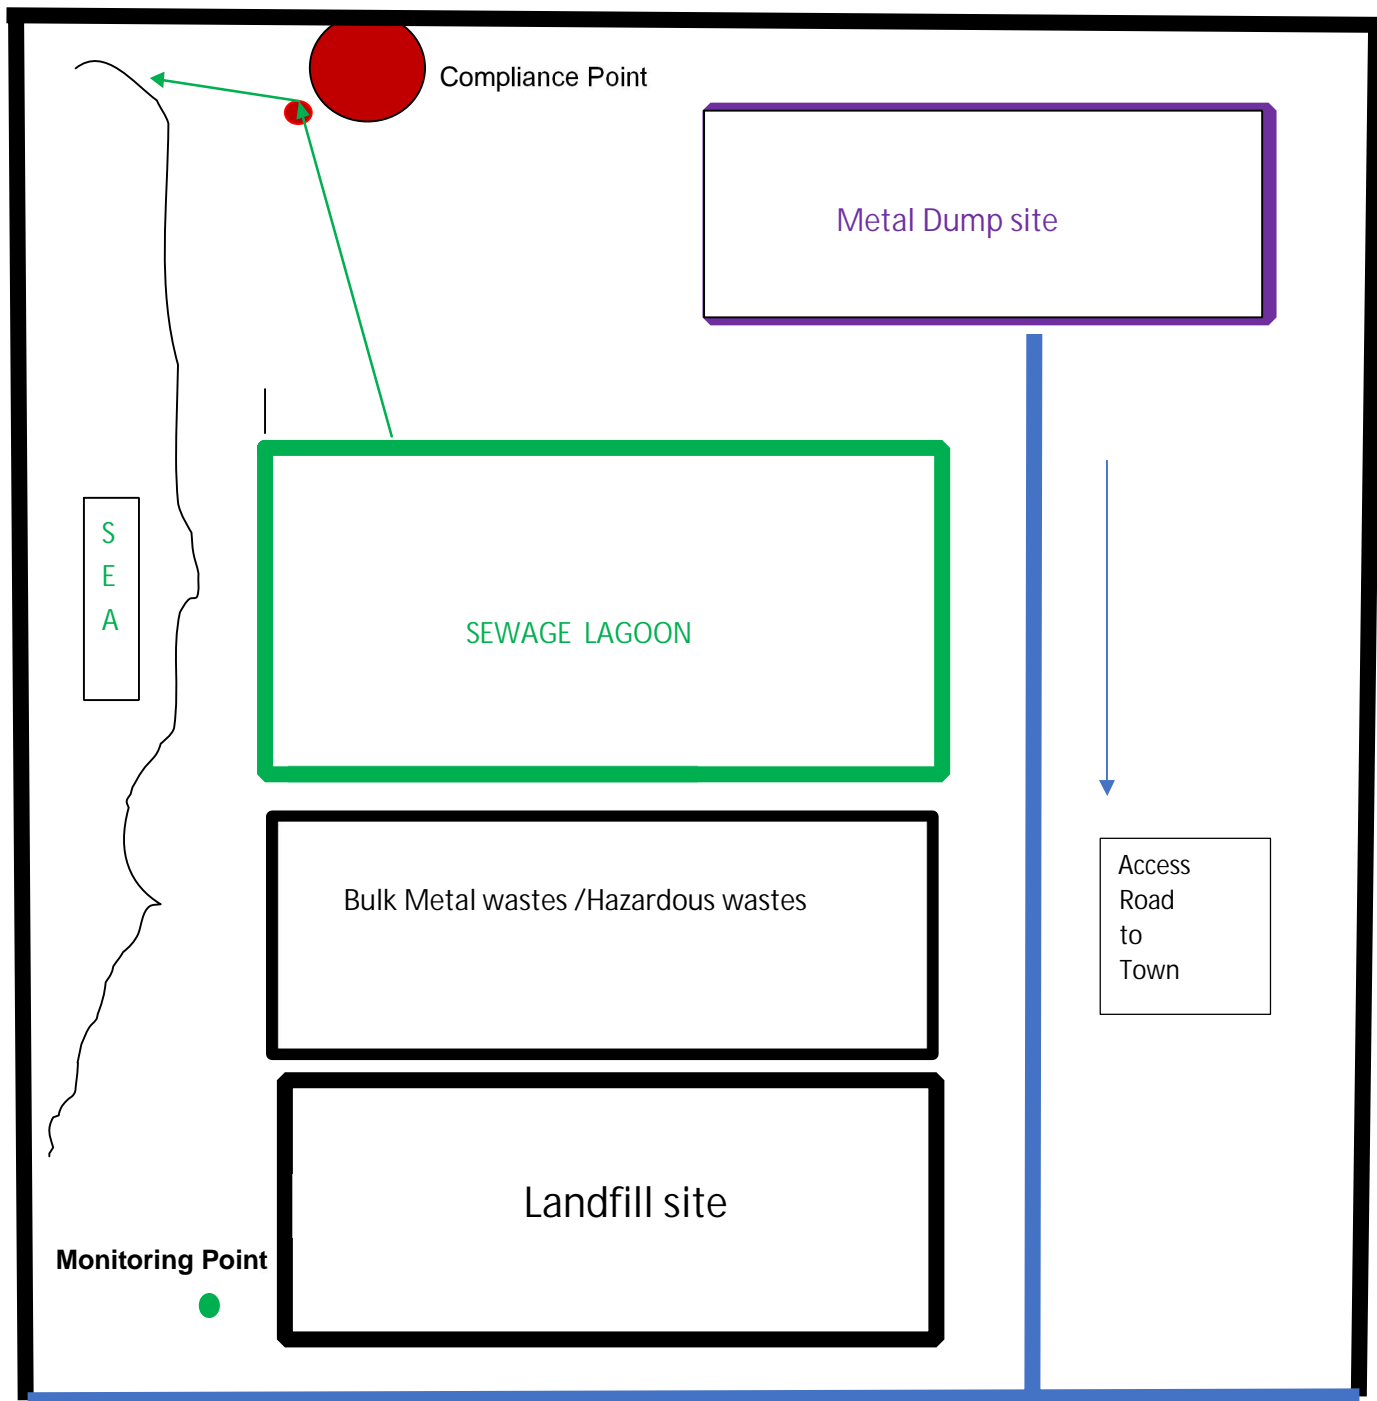 Compliance Point
Metal Dump site
S
E
A
SEWAGE LAGOON
Bulk Metal wastes /Hazardous wastes
Access
Road
to
Town
Landfill site
Monitoring Point